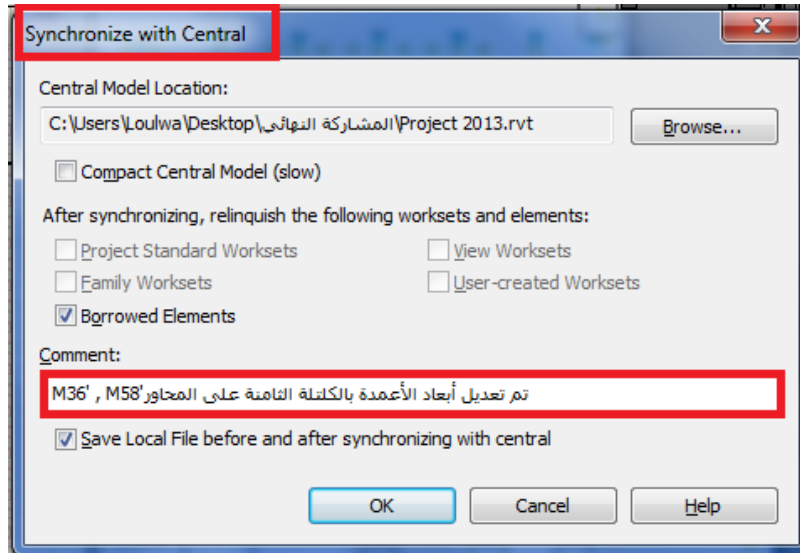 Synchronize with Central
Central Model Location:
C:\Users\Loulwa\Desktop\المشاركة النهائي\Project 2013.rvt
Browse...
Compact Central Model (slow)
After synchronizing, relinquish the following worksets and elements:
Project Standard Worksets
View Worksets
Family Worksets
User-created Worksets
Borrowed Elements
Comment:
تم تعديل أبعاد الأعمدة بالكلتلة الثامنة على المحاور'M36' , M58
Save Local File before and after synchronizing with central
OK
Cancel
Help